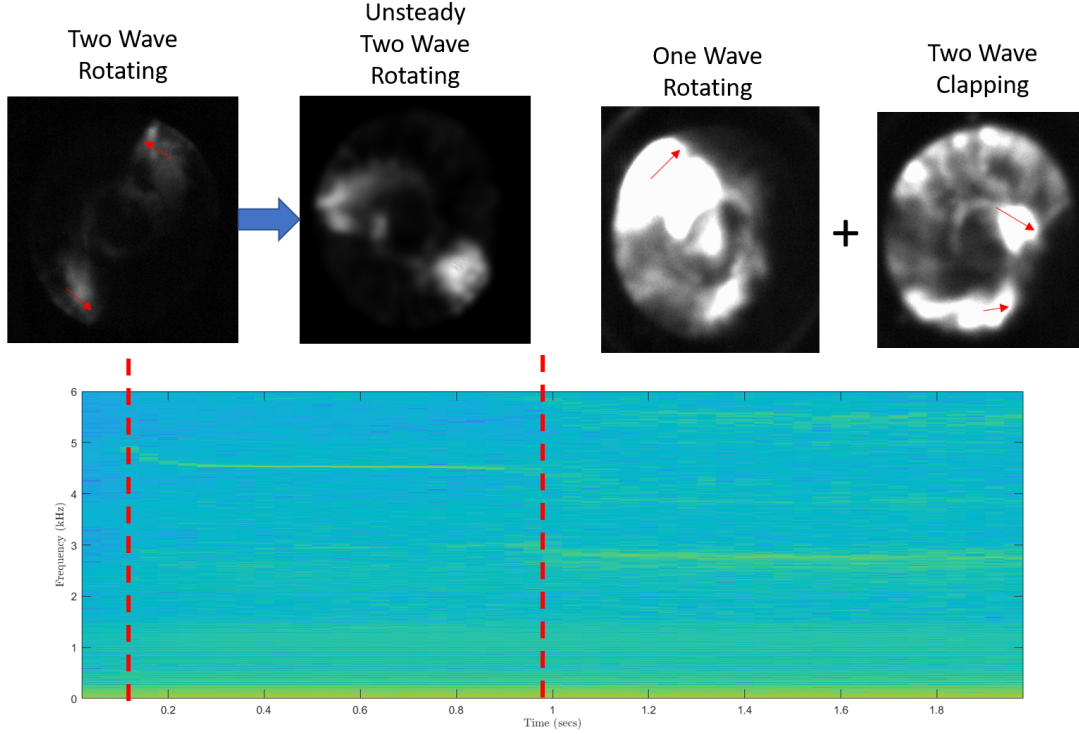 Two Wave
Rotating
Unsteady
Two Wave
Rotating
One Wave
Rotating
Two Wave
Clapping
+
6
5
4
3
2
1
0
Frequency (kHz)
0.2
0.4
0.6
0.8
1
1.2
1.4
1.6
1.8
Time (secs)